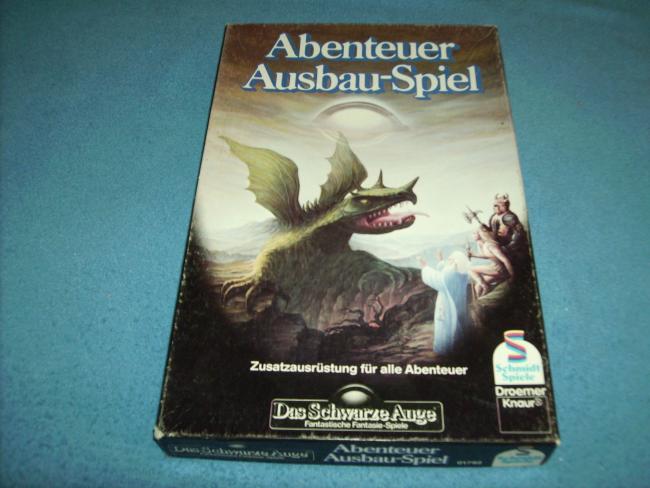 Abenteuer
Ausbau-Spiel
Zusatzausrüstung für alle Abenteuer
Schmidt
Spiele
Droemer
Knaur®
Das Schwarze Auge
Fantastische Fantasie-Spiele
Das Schwarze Auge
Abenteuer
Ausbau-Spiel